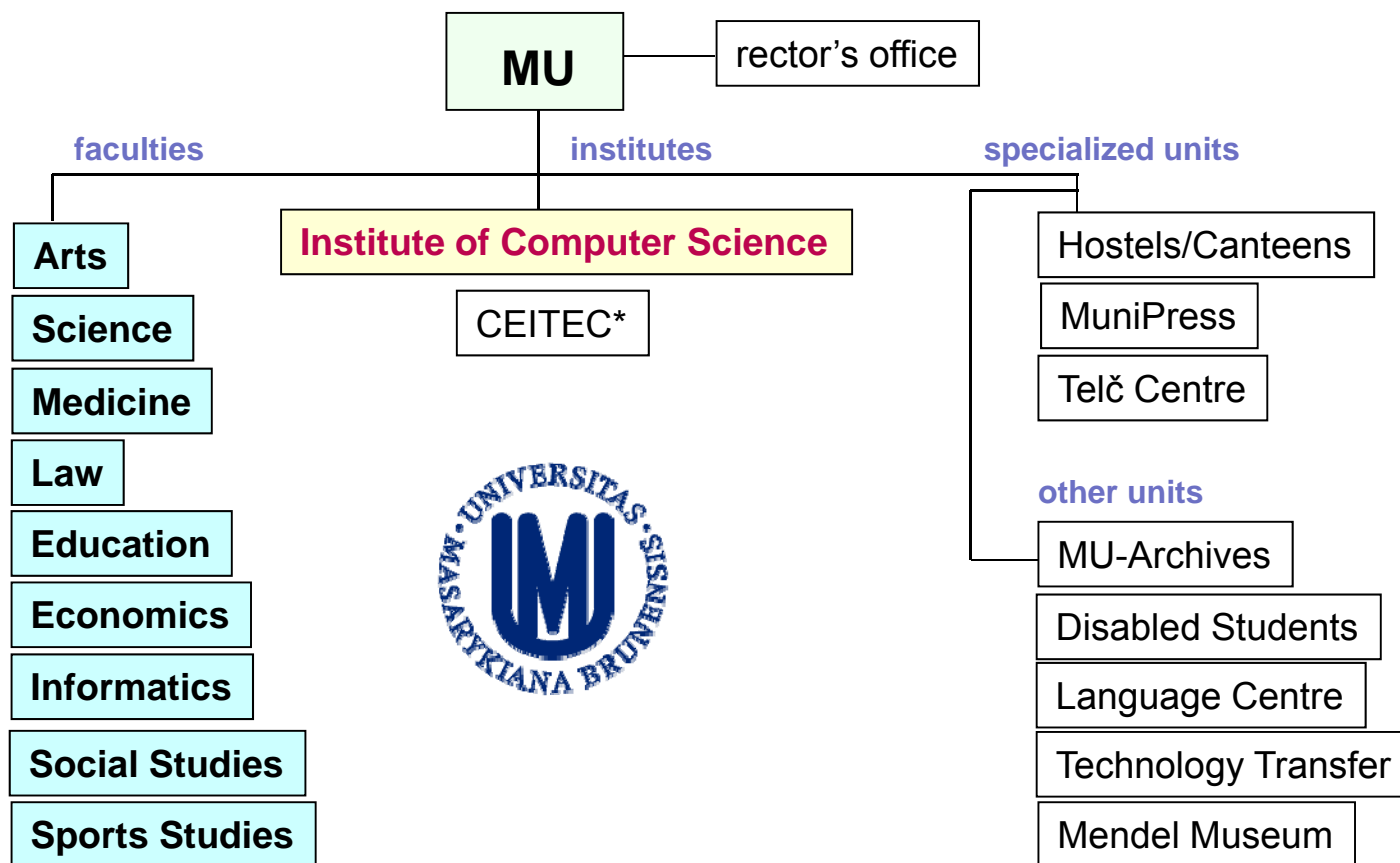 MU
rector’s office
faculties
institutes
specialized units
Arts
Science
Medicine
Law
Education
Economics
Informatics
Social Studies
Sports Studies
Institute of Computer Science
CEITEC*
UNIVERSITAS • MASARYKIANA BRUNENSIS •
Hostels/Canteens
MuniPress
Telč Centre
other units
MU-Archives
Disabled Students
Language Centre
Technology Transfer
Mendel Museum